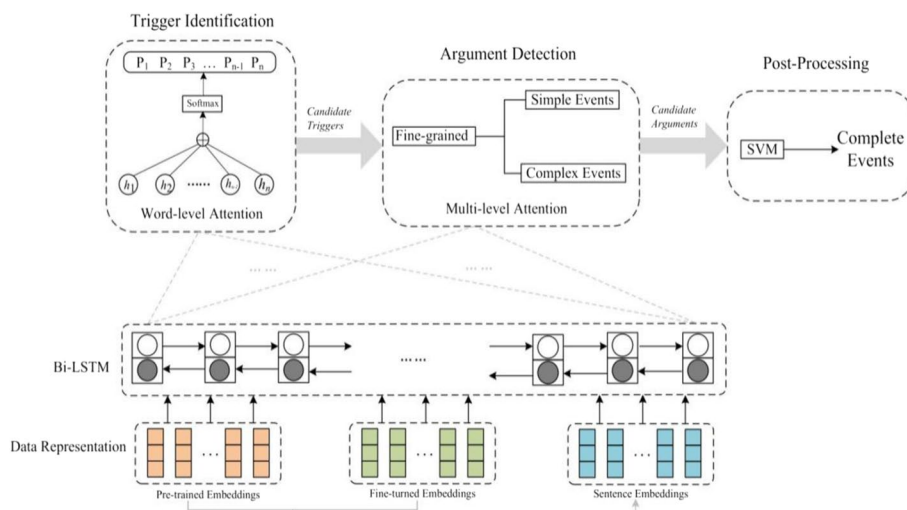 Trigger Identification
Argument Detection
Post-Processing
P1 P2 P3 ... Pn-1 Pn
Softmax
h1 h2 ...... h.. hn
Word-level Attention
Candidate
Triggers
Fine-grained
Simple Events
Complex Events
Multi-level Attention
Candidate
Arguments
SVM
Complete
Events
... ...
... ...
Bi-LSTM
... ...
Data Representation
...
...
...
Pre-trained Embeddings
Fine-turned Embeddings
Sentence Embeddings